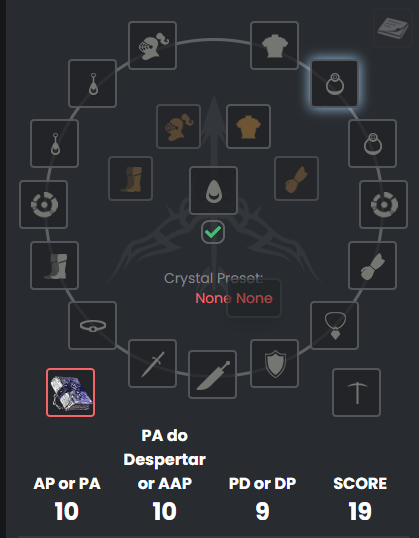 Crystal Preset:
None None
PA do
Despertar
AP or PA or AAP PD or DP SCORE
10 10 9 19